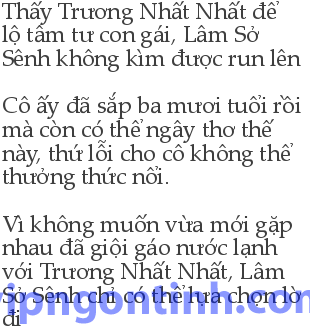 Thấy Trương Nhất Nhất để
lộ tâm tư con gái, Lâm Sở
Sênh không kìm được run lên
Cô ấy đã sắp ba mươi tuổi rồi
mà còn có thể ngây thơ thế
này, thứ lỗi cho cô không thể
thưởng thức nổi.
Vì không muốn vừa mới gặp
nhau đã giội gáo nước lạnh
với Trương Nhất Nhất, Lâm
Sở Sênh chỉ có thể lựa chọn lờ
đi
ipngontinh.com